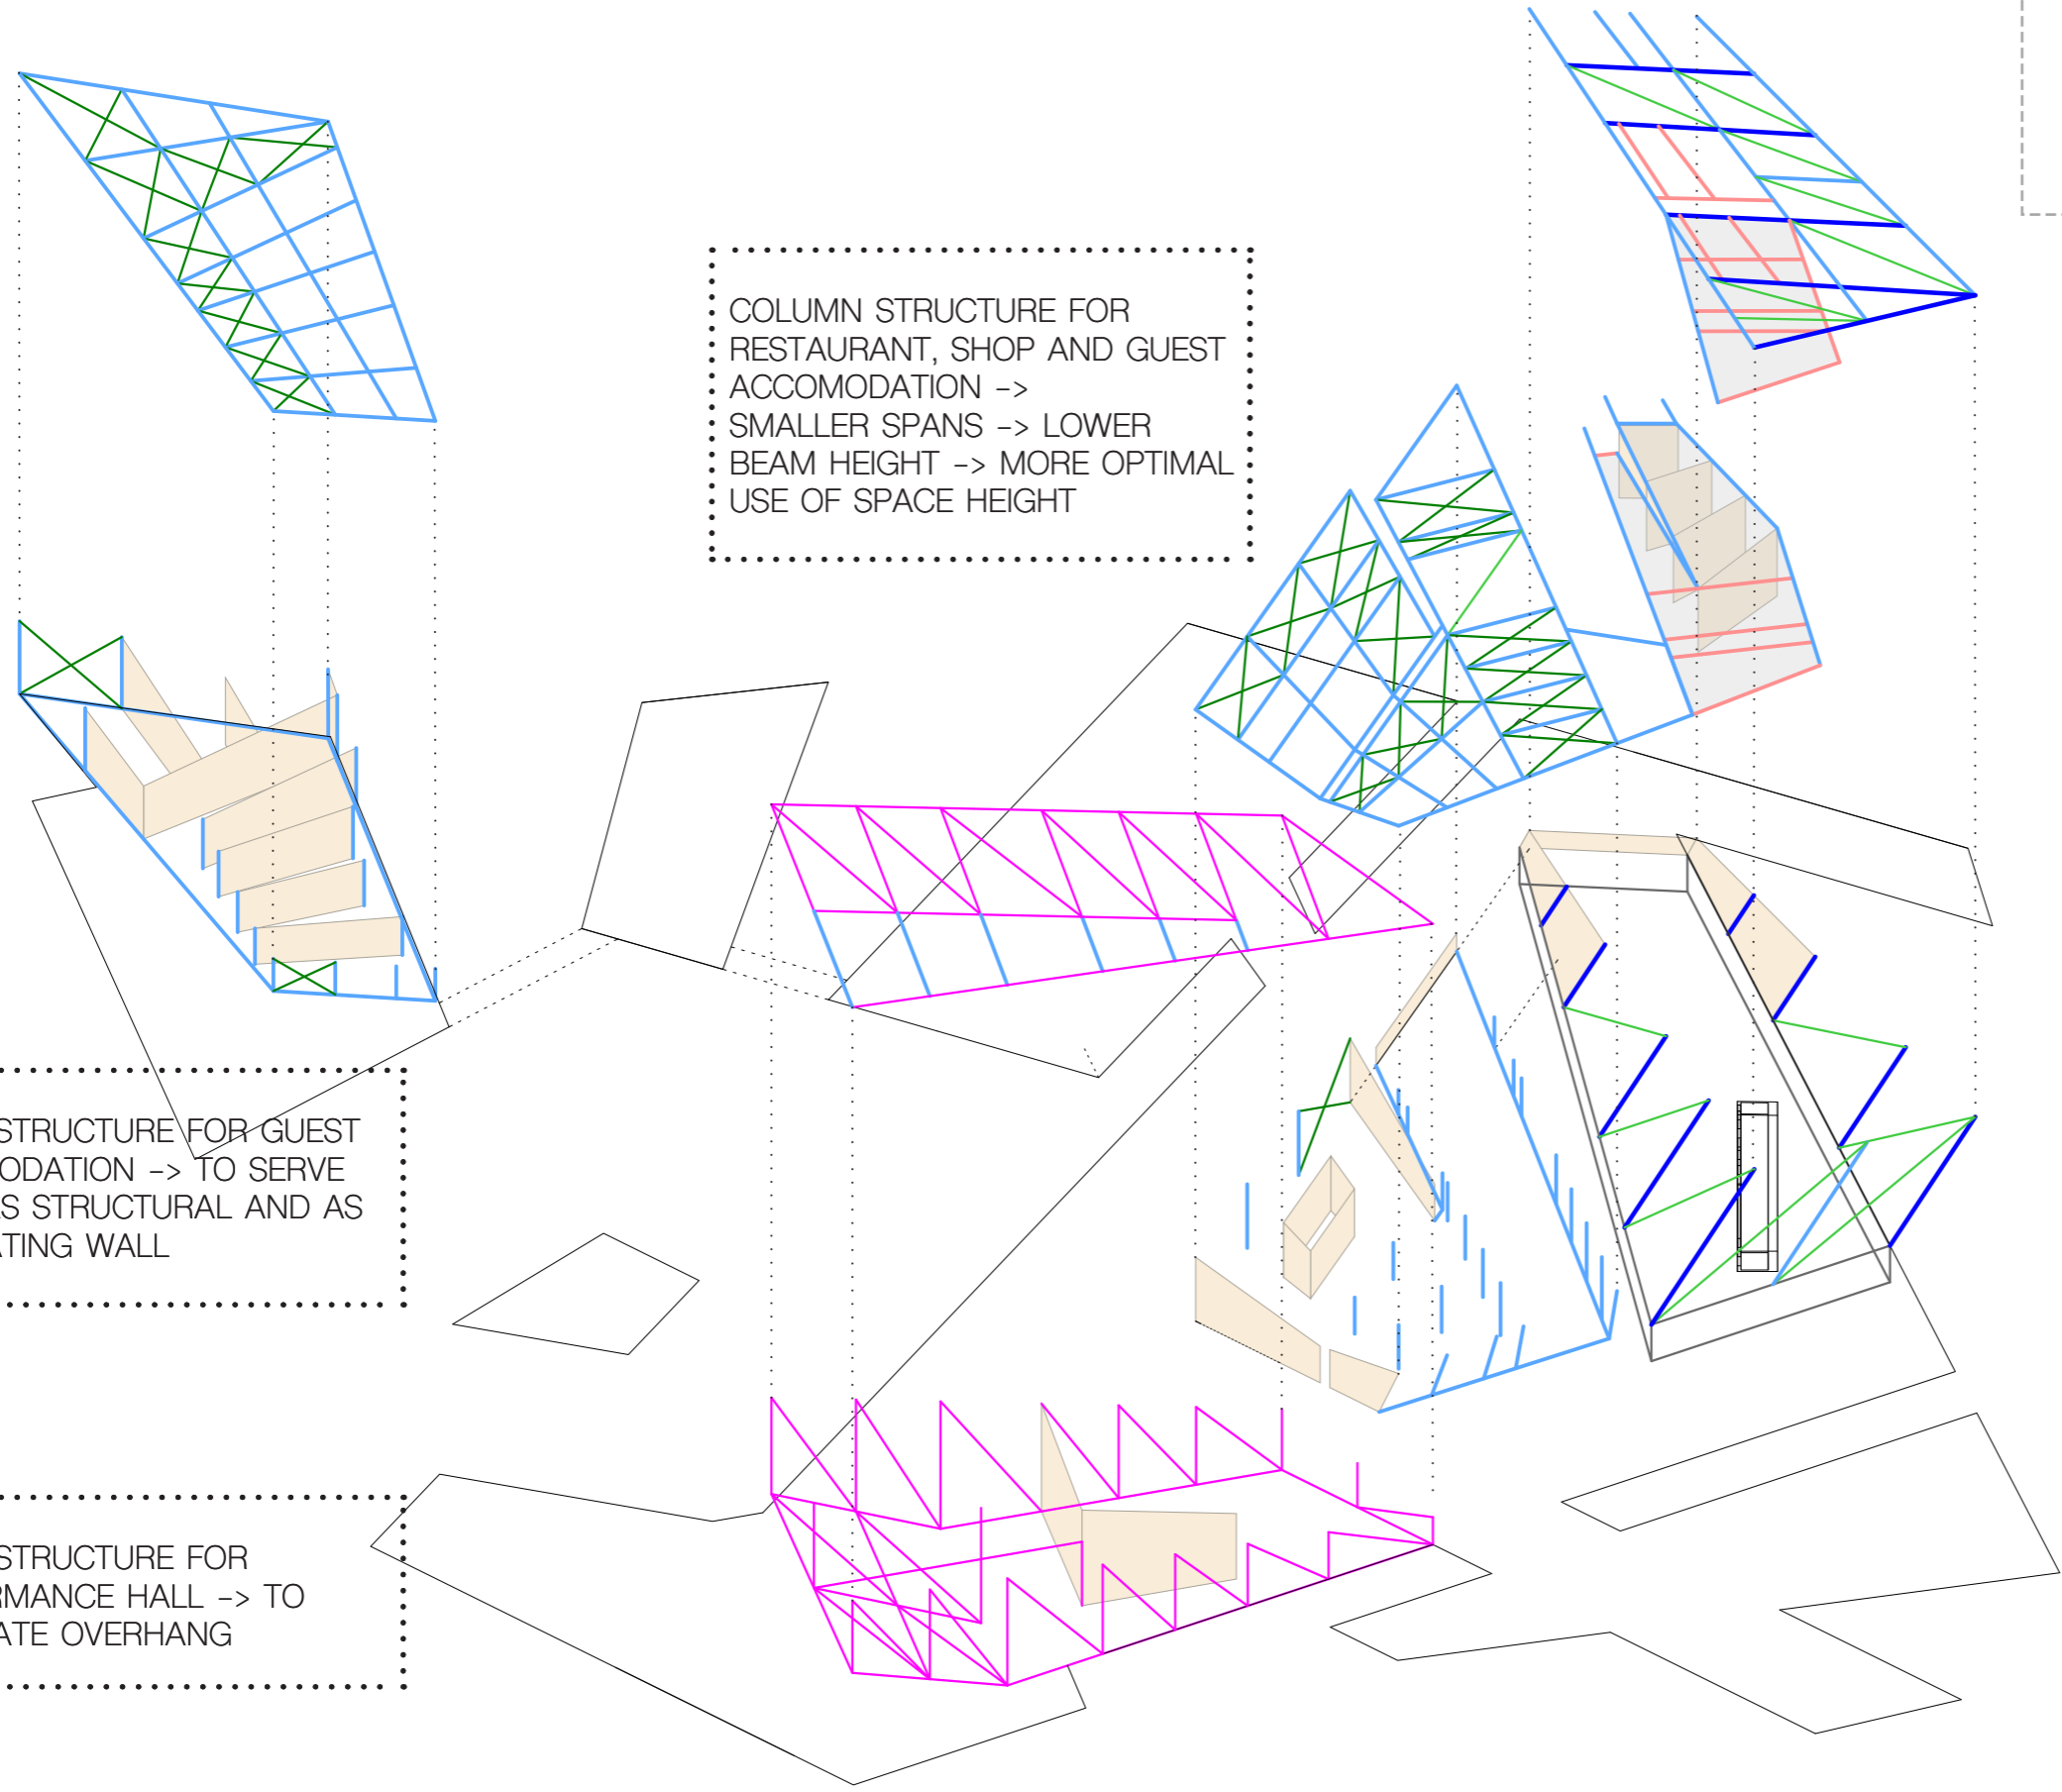 COLUMN STRUCTURE FOR
RESTAURANT, SHOP AND GUEST
ACCOMODATION ->
SMALLER SPANS -> LOWER
BEAM HEIGHT -> MORE OPTIMAL
USE OF SPACE HEIGHT
STRUCTURE FOR GUEST
ODATION -> TO SERVE
AS STRUCTURAL AND AS
ATING WALL
STRUCTURE FOR
RMANCE HALL -> TO
ATE OVERHANG